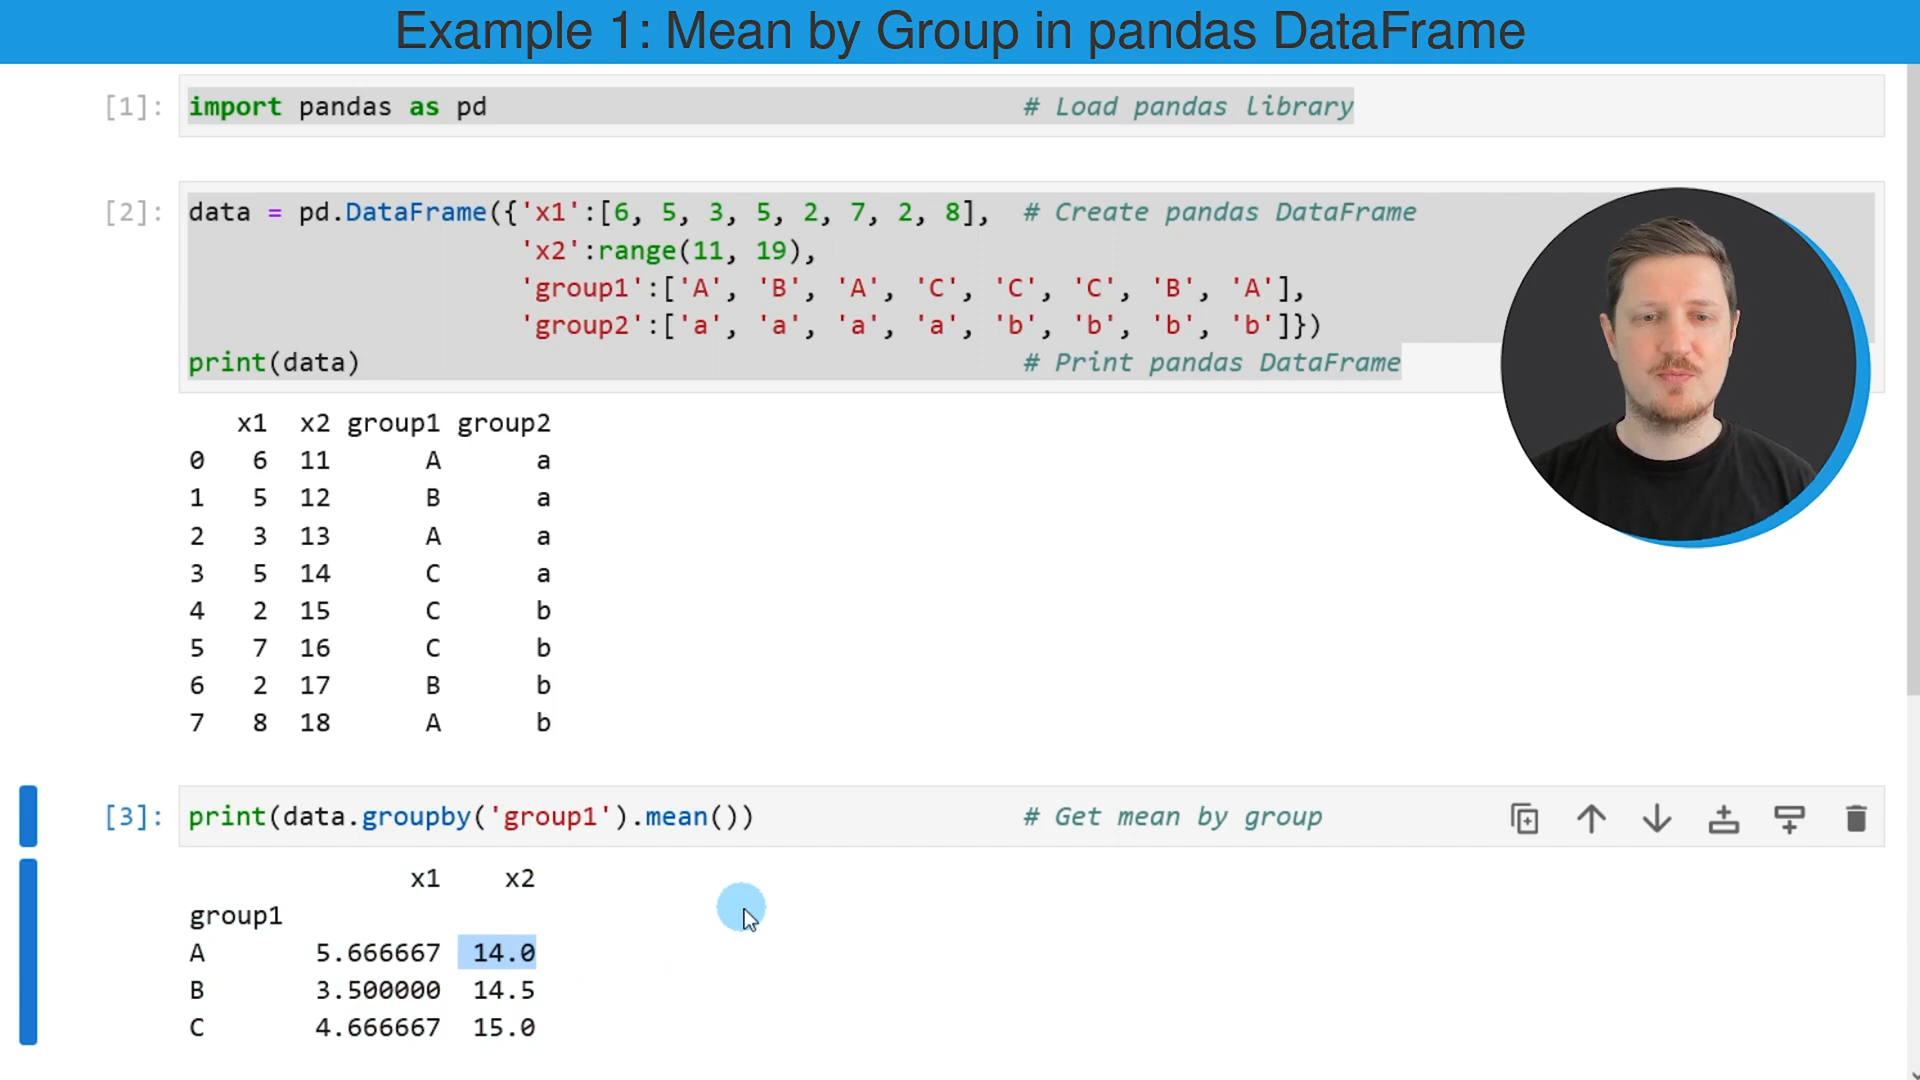 Example 1: Mean by Group in pandas DataFrame
[1]: import pandas as pd # Load pandas library
[2]: data = pd.DataFrame({'x1':[6, 5, 3, 5, 2, 7, 2, 8], # Create pandas DataFrame
'x2':range(11, 19),
'group1':['A', 'B', 'A', 'C', 'C', 'C', 'B', 'A'],
'group2':['a', 'a', 'a', 'a', 'b', 'b', 'b', 'b']})
print(data) # Print pandas DataFrame
x1 x2 group1 group2
0 6 11 A a
1 5 12 B a
2 3 13 A a
3 5 14 C a
4 2 15 C b
5 7 16 C b
6 2 17 B b
7 8 18 A b
[3]: print(data.groupby('group1').mean()) # Get mean by group
x1 x2
group1
A 5.666667 14.0
B 3.500000 14.5
C 4.666667 15.0